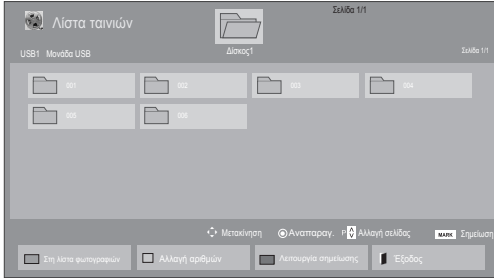 Σελίδα 1/1
Λίστα ταινιών
Δίσκος1
USB1 Μονάδα USB
Σελίδα 1/1
001 002 003 004
005 006
Μετακίνηση Αναπαραγ. P Αλλαγή σελίδας MARK Σημείωση
Στη λίστα φωτογραφιών Αλλαγή αριθμών Λειτουργία σημείωσης Έξοδος